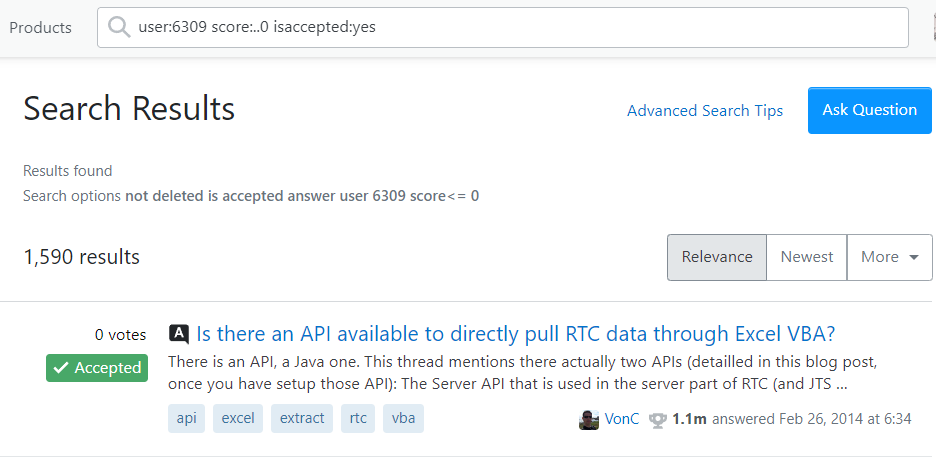 Products
user:6309 score:..0 isaccepted:yes
Search Results
Advanced Search Tips
Ask Question
Results found
Search options not deleted is accepted answer user 6309 score<= 0
1,590 results
Relevance
Newest
More
0 votes
Accepted
A
Is there an API available to directly pull RTC data through Excel VBA?
There is an API, a Java one. This thread mentions there actually two APIs (detailled in this blog post,
once you have setup those API): The Server API that is used in the server part of RTC (and JTS ...
api excel extract rtc vba
VonC 1.1m answered Feb 26, 2014 at 6:34